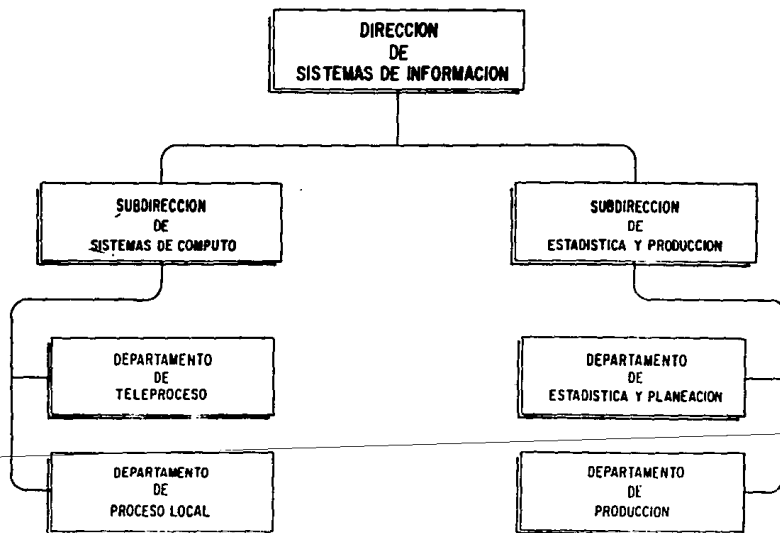 DIRECCION
DE
SISTEMAS DE INFORMACION
SUBDIRECCION
DE
SISTEMAS DE COMPUTO
SUBDIRECCION
DE
ESTADISTICA Y PRODUCCION
DEPARTAMENTO
DE
TELEPROCESO
DEPARTAMENTO
DE
ESTADISTICA Y PLANEACION
DEPARTAMENTO
DE
PROCESO LOCAL
DEPARTAMENTO
DE
PRODUCCION